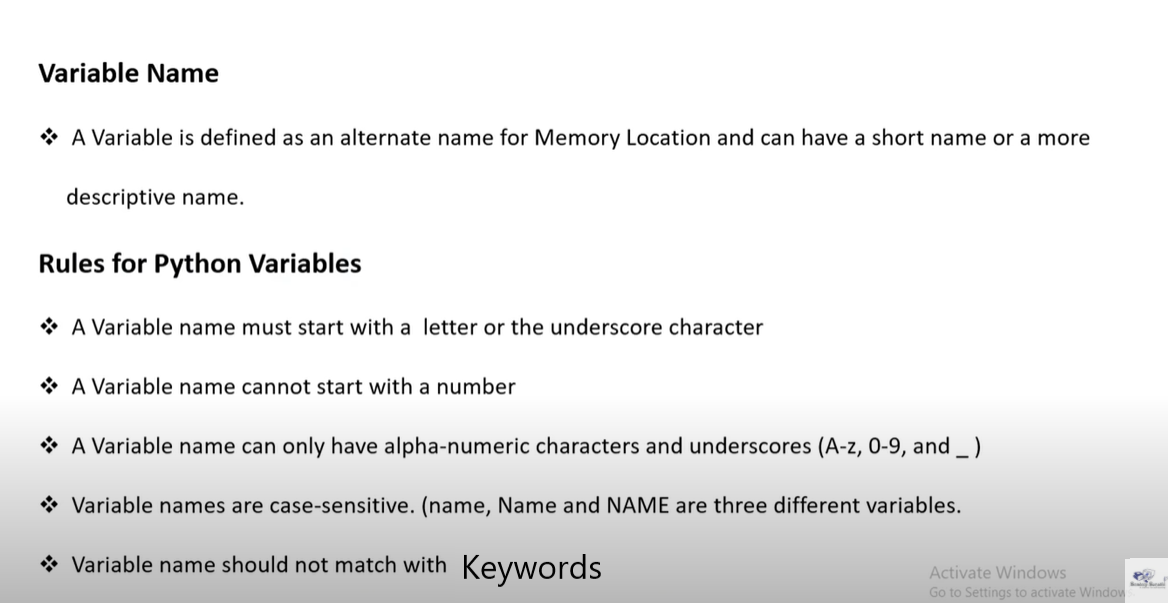 Variable Name
❖ A Variable is defined as an alternate name for Memory Location and can have a short name or a more
descriptive name.
Rules for Python Variables
❖ A Variable name must start with a letter or the underscore character
❖ A Variable name cannot start with a number
❖ A Variable name can only have alpha-numeric characters and underscores (A-z, 0-9, and _ )
❖ Variable names are case-sensitive. (name, Name and NAME are three different variables.
❖ Variable name should not match with Keywords
Activate Windows
Go to Settings to activate Windows